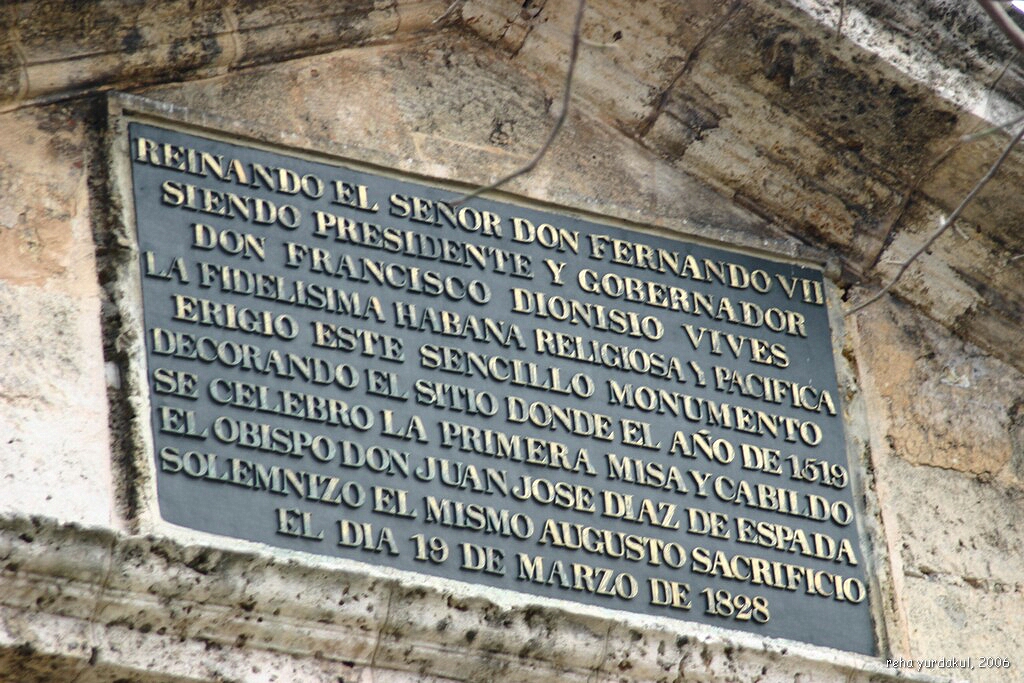 REINANDO EL SEÑOR DON FERNANDO VII
SIENDO PRESIDENTE Y GOBERNADOR
DON FRANCISCO DIONISIO VIVES
LA FIDELISIMA HABANA RELIGIOSA Y PACIFICA
ERIGIO ESTE SENCILLO MONUMENTO
DECORANDO EL SITIO DONDE EL AÑO DE 1519
SE CELEBRO LA PRIMERA MISA Y CABILDO
EL OBISPO DON JUAN JOSE DIAZ DE ESPADA
SOLEMNIZO EL MISMO AUGUSTO SACRIFICIO
EL DIA 19 DE MARZO DE 1828
reha yurdakul, 2006